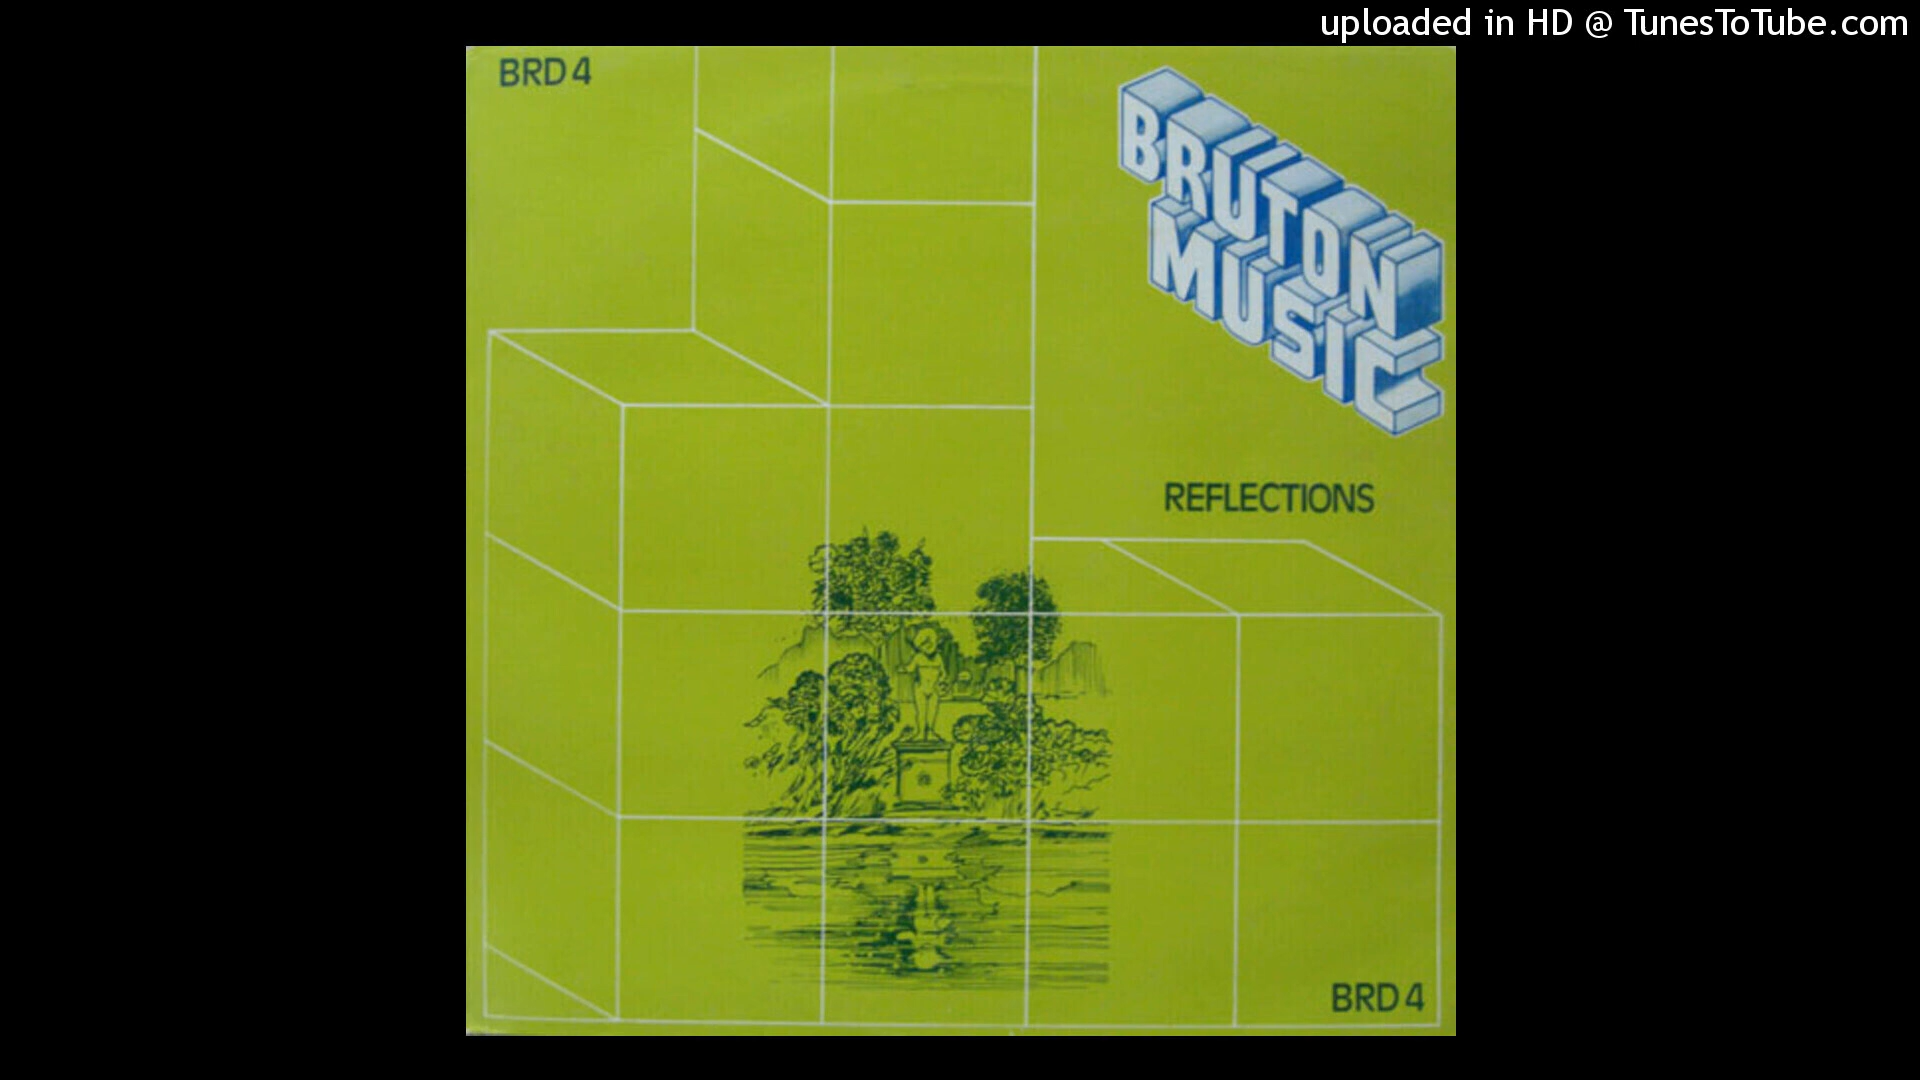 uploaded in HD @ TunesToTube.com
BRD 4
BRUTON
MUSIC
REFLECTIONS
BRD 4